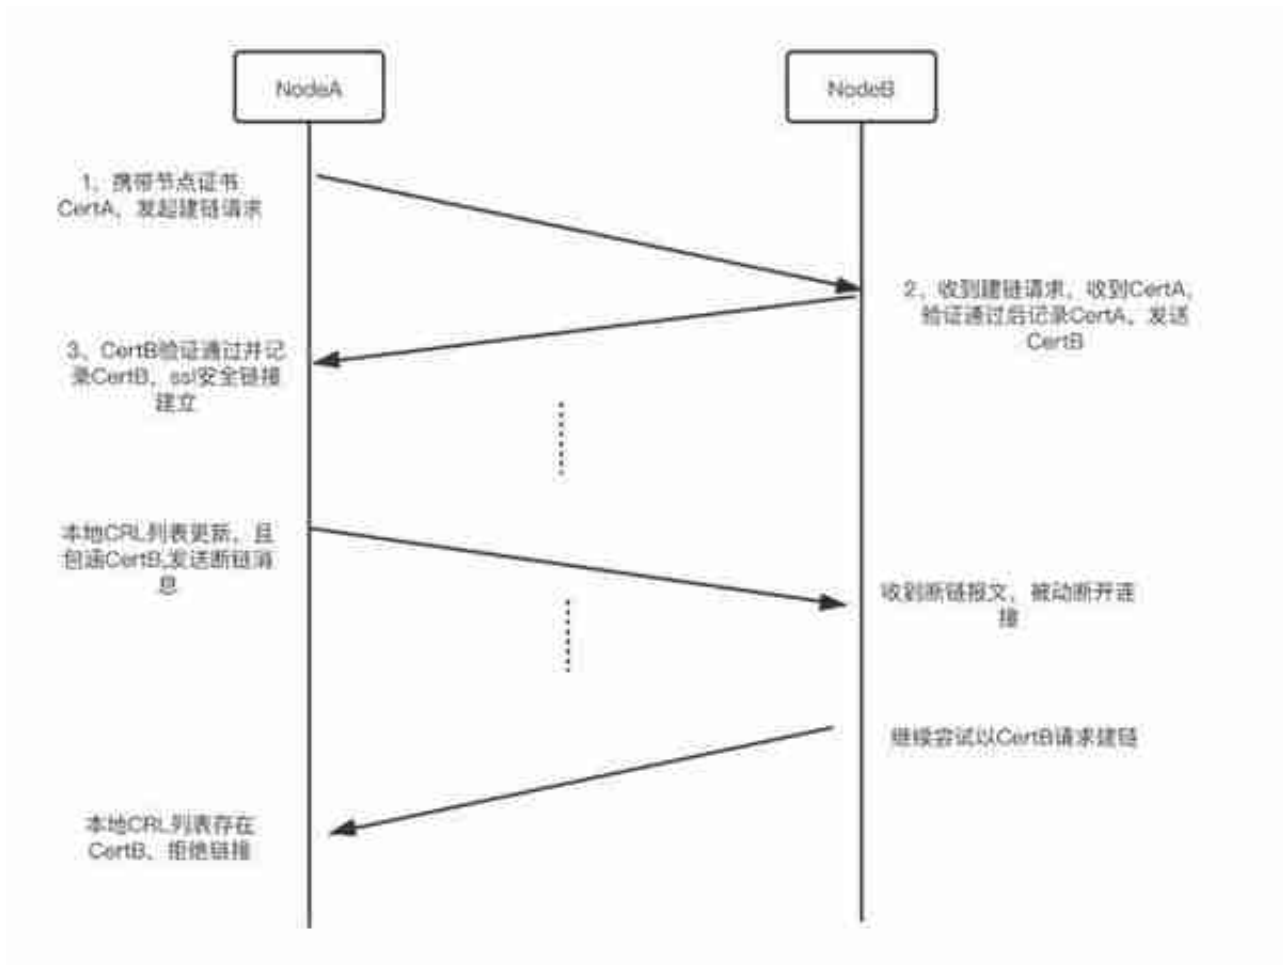 NodeA
NodeB
1、携带节点证书
CertA，发起建链请求
2、收到建链请求，收到CertA，
验证通过后记录CertA，发送
CertB
3、CertB验证通过并记
录CertB，ssl安全链接
建立
本地CRL列表更新，且
包涵CertB,发送断链消
息
收到断链报文，被动断开连
接
继续尝试以CertB请求建链
本地CRL列表存在
CertB，拒绝链接